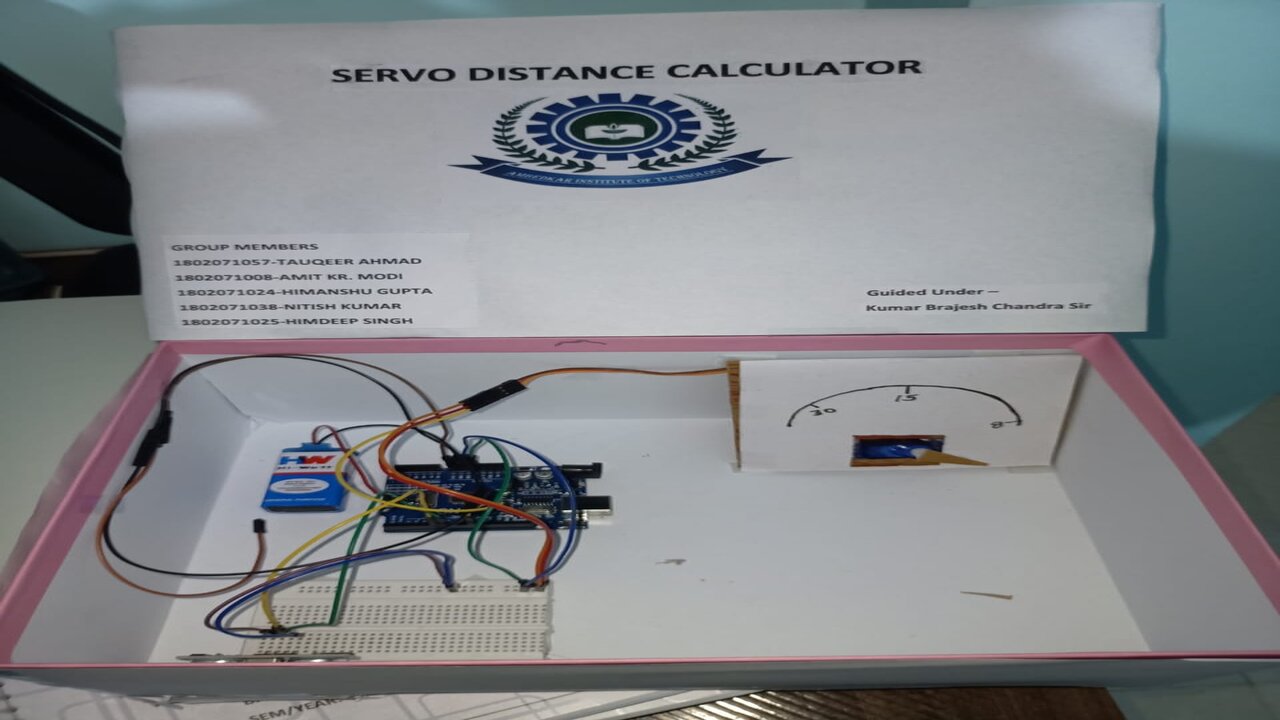 SERVO DISTANCE CALCULATOR
AMBEDKAR INSTITUTE OF TECHNOLOGY
GROUP MEMBERS
1802071057-TAUQEER AHMAD
1802071008-AMIT KR. MODI
1802071024-HIMANSHU GUPTA
1802071038-NITISH KUMAR
1802071025-HIMDEEP SINGH
Guided Under –
Kumar Brajesh Chandra Sir
30
15
8
HW
SEM/YEAR